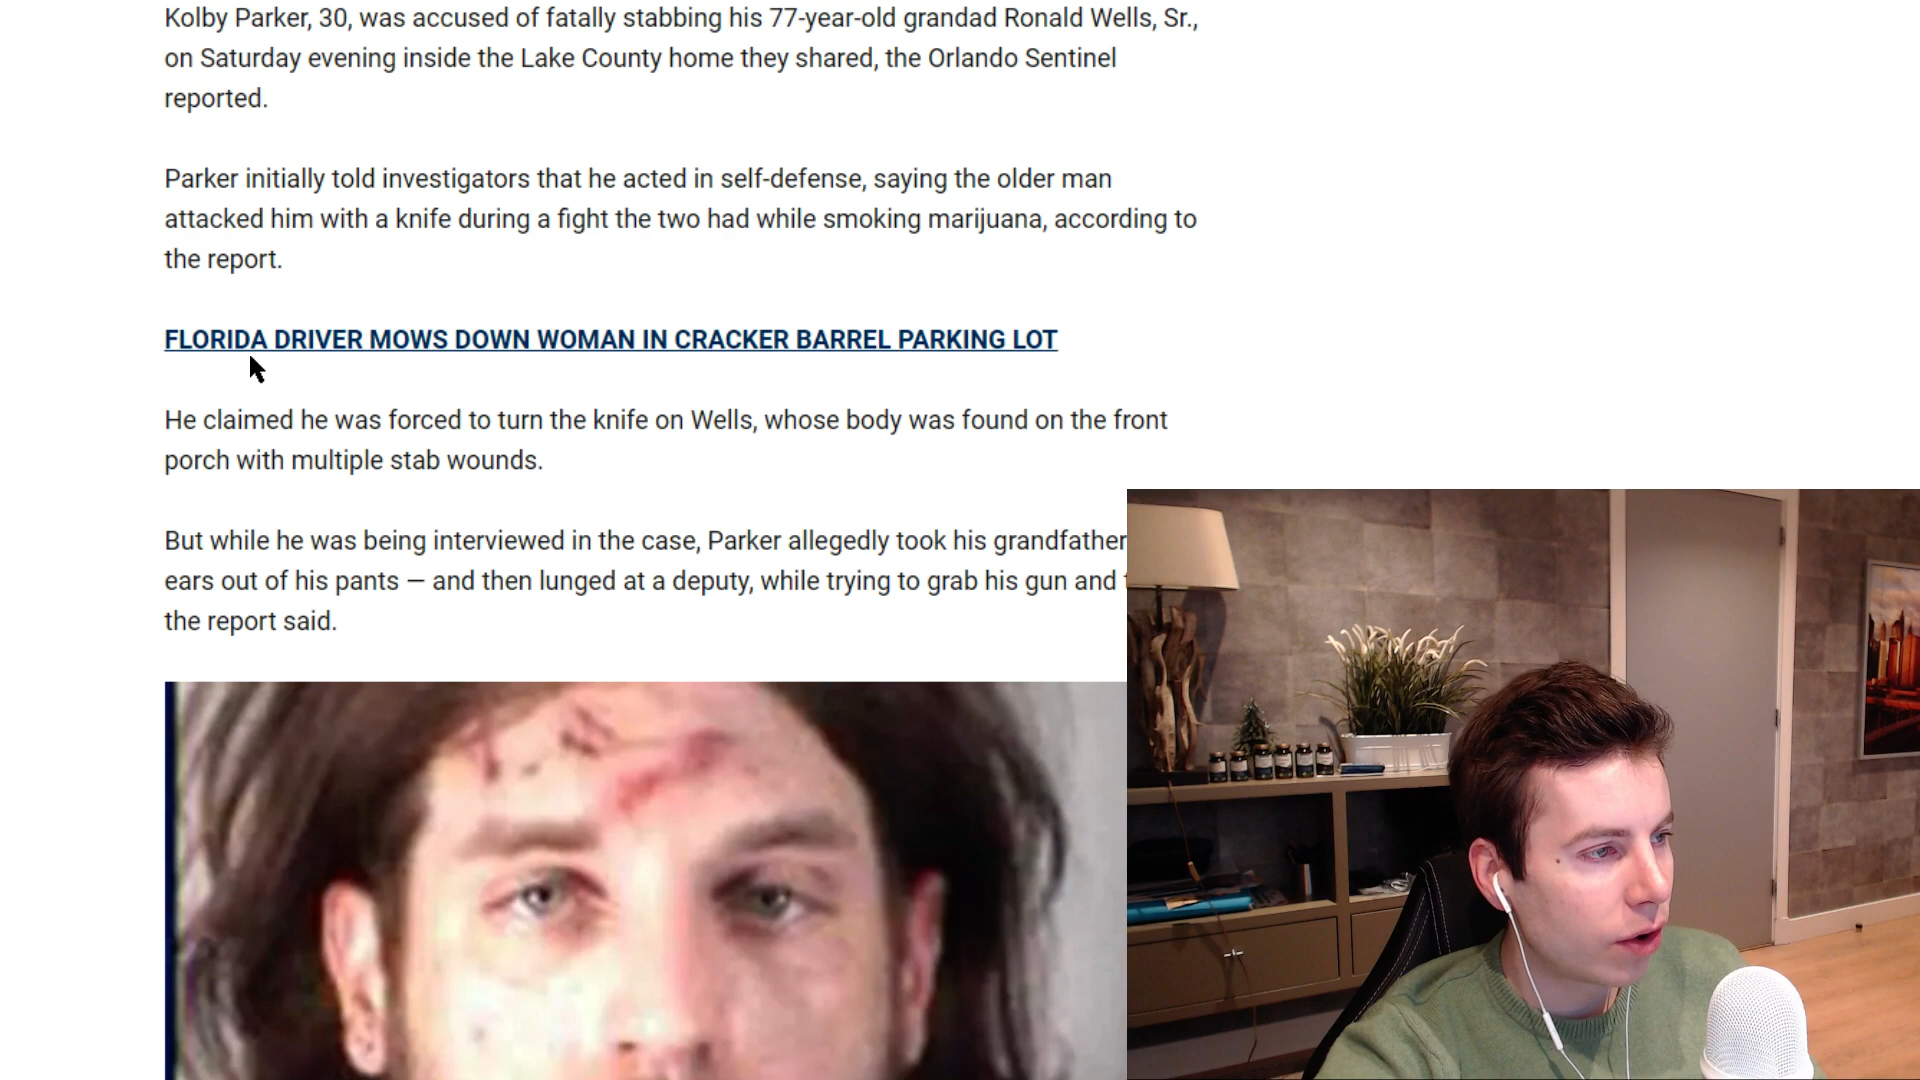 Kolby Parker, 30, was accused of fatally stabbing his 77-year-old grandad Ronald Wells, Sr.,
on Saturday evening inside the Lake County home they shared, the Orlando Sentinel
reported.
Parker initially told investigators that he acted in self-defense, saying the older man
attacked him with a knife during a fight the two had while smoking marijuana, according to
the report.
FLORIDA DRIVER MOWS DOWN WOMAN IN CRACKER BARREL PARKING LOT
He claimed he was forced to turn the knife on Wells, whose body was found on the front
porch with multiple stab wounds.
But while he was being interviewed in the case, Parker allegedly took his grandfather
ears out of his pants — and then lunged at a deputy, while trying to grab his gun and
the report said.